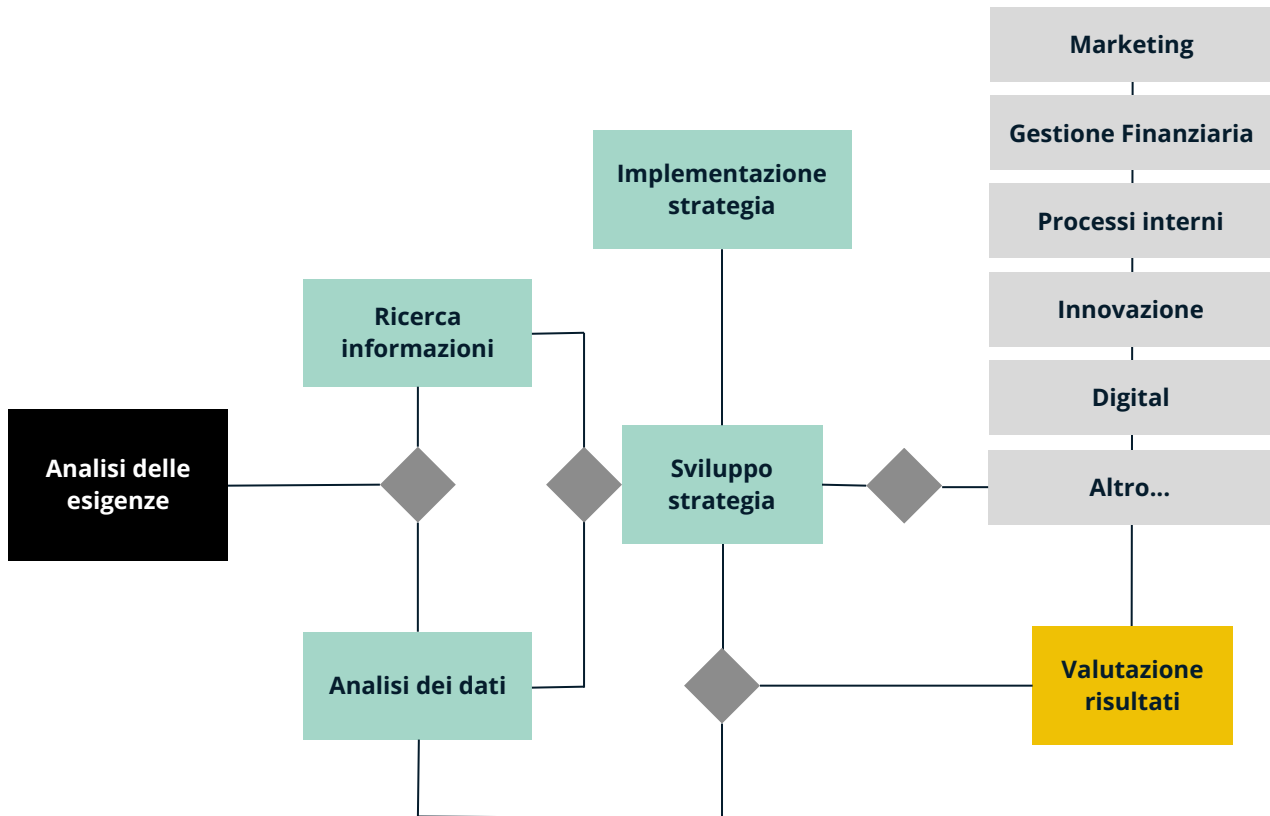 Marketing
Gestione Finanziaria
Implementazione
strategia
Processi interni
Innovazione
Ricerca
informazioni
Digital
Analisi delle
esigenze
Sviluppo
strategia
Altro...
Analisi dei dati
Valutazione
risultati